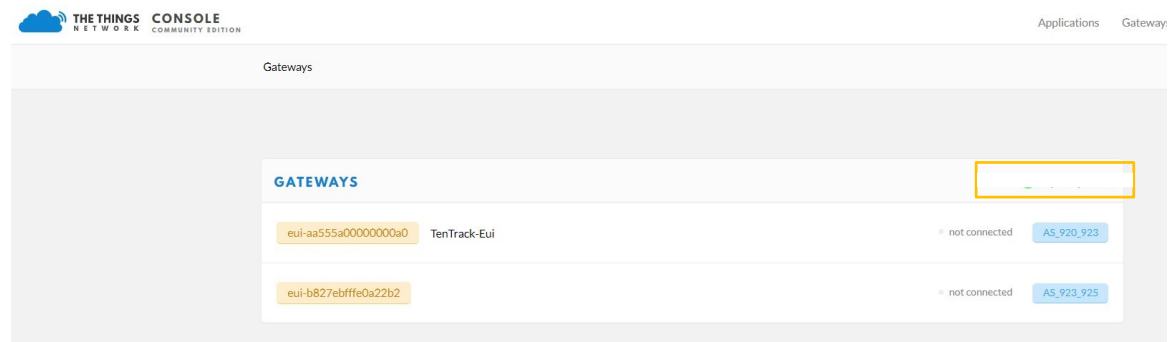 THE THINGS NETWORK CONSOLE COMMUNITY EDITION
Applications Gateways
Gateways
GATEWAYS
eui-aa555a00000000a0 TenTrack-Eui not connected AS_920_923
eui-b827ebfffe0a22b2 not connected AS_923_925